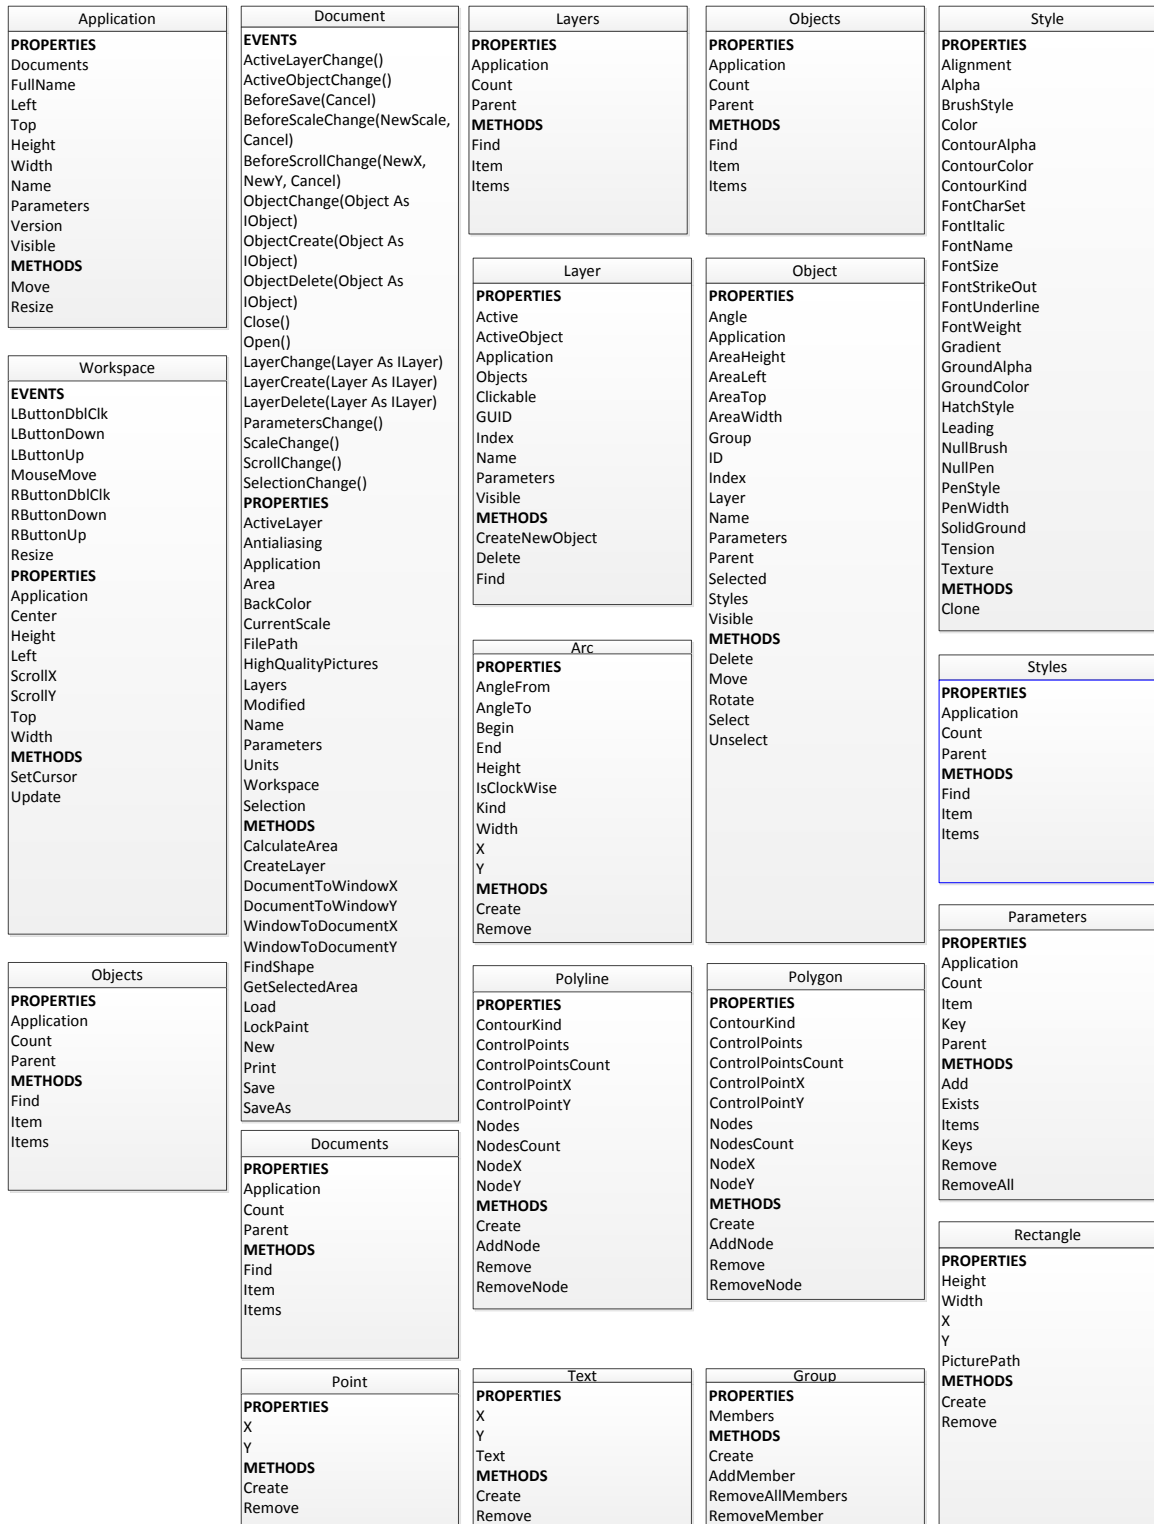 Application
PROPERTIES
Documents
FullName
Left
Top
Height
Width
Name
Parameters
Version
Visible
METHODS
Move
Resize
Workspace
EVENTS
LButtonDblClk
LButtonDown
LButtonUp
MouseMove
RButtonDblClk
RButtonDown
RButtonUp
Resize
PROPERTIES
Application
Center
Height
Left
ScrollX
ScrollY
Top
Width
METHODS
SetCursor
Update
Objects
PROPERTIES
Application
Count
Parent
METHODS
Find
Item
Items
Document
EVENTS
ActiveLayerChange()
ActiveObjectChange()
BeforeSave(Cancel)
BeforeScaleChange(NewScale,
Cancel)
BeforeScrollChange(NewX,
NewY, Cancel)
ObjectChange(Object As
IObject)
ObjectCreate(Object As
IObject)
ObjectDelete(Object As
IObject)
Close()
Open()
LayerChange(Layer As ILayer)
LayerCreate(Layer As ILayer)
LayerDelete(Layer As ILayer)
ParametersChange()
ScaleChange()
ScrollChange()
SelectionChange()
PROPERTIES
ActiveLayer
Antialiasing
Application
Area
BackColor
CurrentScale
FilePath
HighQualityPictures
Layers
Modified
Name
Parameters
Units
Workspace
Selection
METHODS
CalculateArea
CreateLayer
DocumentToWindowX
DocumentToWindowY
WindowToDocumentX
WindowToDocumentY
FindShape
GetSelectedArea
Load
LockPaint
New
Print
Save
SaveAs
Documents
PROPERTIES
Application
Count
Parent
METHODS
Find
Item
Items
Point
PROPERTIES
X
Y
METHODS
Create
Remove
Layers
PROPERTIES
Application
Count
Parent
METHODS
Find
Item
Items
Layer
PROPERTIES
Active
ActiveObject
Application
Objects
Clickable
GUID
Index
Name
Parameters
Visible
METHODS
CreateNewObject
Delete
Find
Arc
PROPERTIES
AngleFrom
AngleTo
Begin
End
Height
IsClockWise
Kind
Width
X
Y
METHODS
Create
Remove
Polyline
PROPERTIES
ContourKind
ControlPoints
ControlPointsCount
ControlPointX
ControlPointY
Nodes
NodesCount
NodeX
NodeY
METHODS
Create
AddNode
Remove
RemoveNode
Text
PROPERTIES
X
Y
Text
METHODS
Create
Remove
Objects
PROPERTIES
Application
Count
Parent
METHODS
Find
Item
Items
Object
PROPERTIES
Angle
Application
AreaHeight
AreaLeft
AreaTop
AreaWidth
Group
ID
Index
Layer
Name
Parameters
Parent
Selected
Styles
Visible
METHODS
Delete
Move
Rotate
Select
Unselect
Polygon
PROPERTIES
ContourKind
ControlPoints
ControlPointsCount
ControlPointX
ControlPointY
Nodes
NodesCount
NodeX
NodeY
METHODS
Create
AddNode
Remove
RemoveNode
Group
PROPERTIES
Members
METHODS
Create
AddMember
RemoveAllMembers
RemoveMember
Style
PROPERTIES
Alignment
Alpha
BrushStyle
Color
ContourAlpha
ContourColor
ContourKind
FontCharSet
FontItalic
FontName
FontSize
FontStrikeOut
FontUnderline
FontWeight
Gradient
GroundAlpha
GroundColor
HatchStyle
Leading
NullBrush
NullPen
PenStyle
PenWidth
SolidGround
Tension
Texture
METHODS
Clone
Styles
PROPERTIES
Application
Count
Parent
METHODS
Find
Item
Items
Parameters
PROPERTIES
Application
Count
Item
Key
Parent
METHODS
Add
Exists
Items
Keys
Remove
RemoveAll
Rectangle
PROPERTIES
Height
Width
X
Y
PicturePath
METHODS
Create
Remove